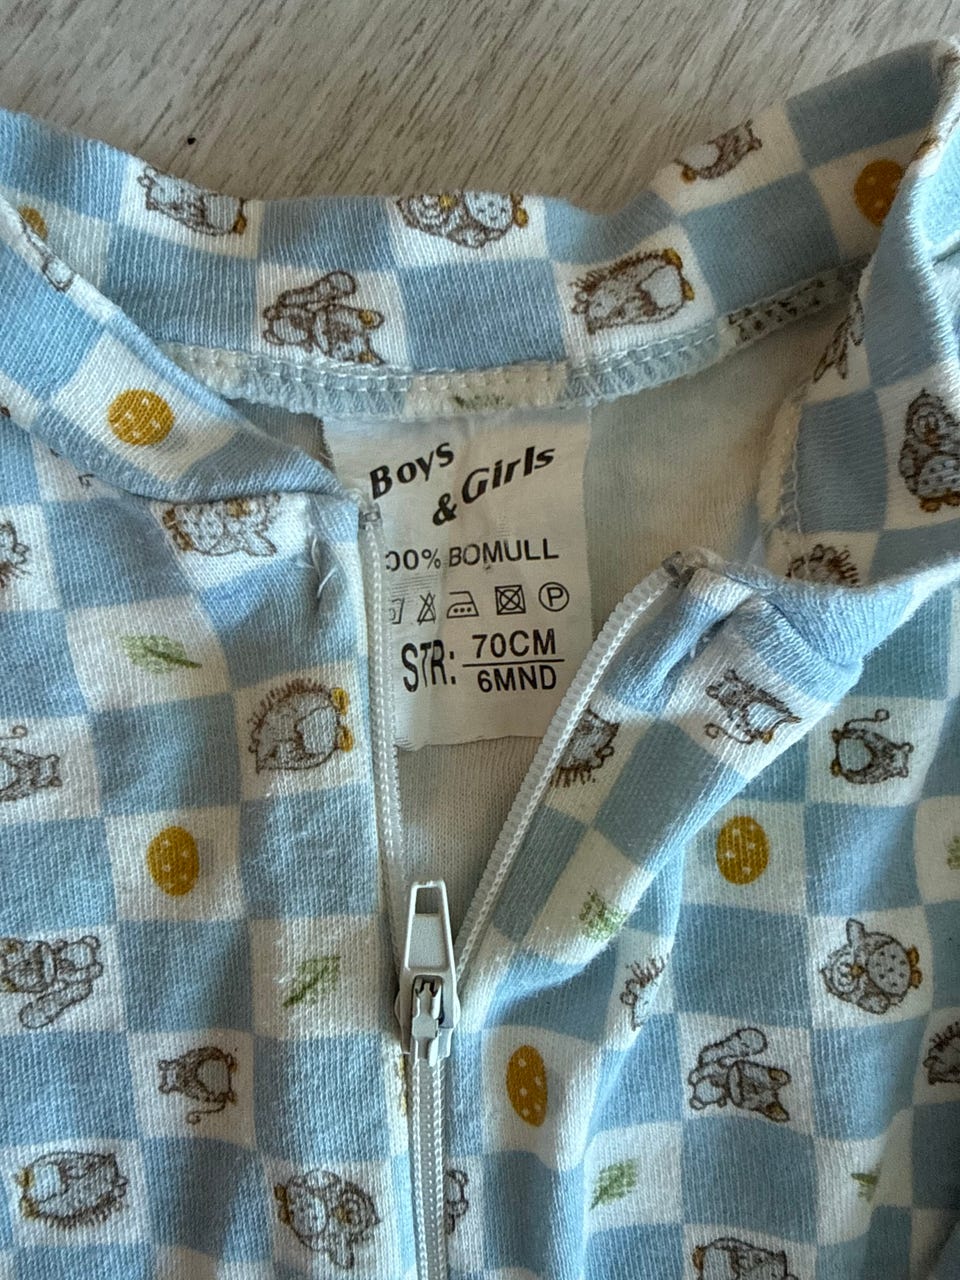 Boys
& Girls
00% BOMULL
P
STR: 70CM
6MND